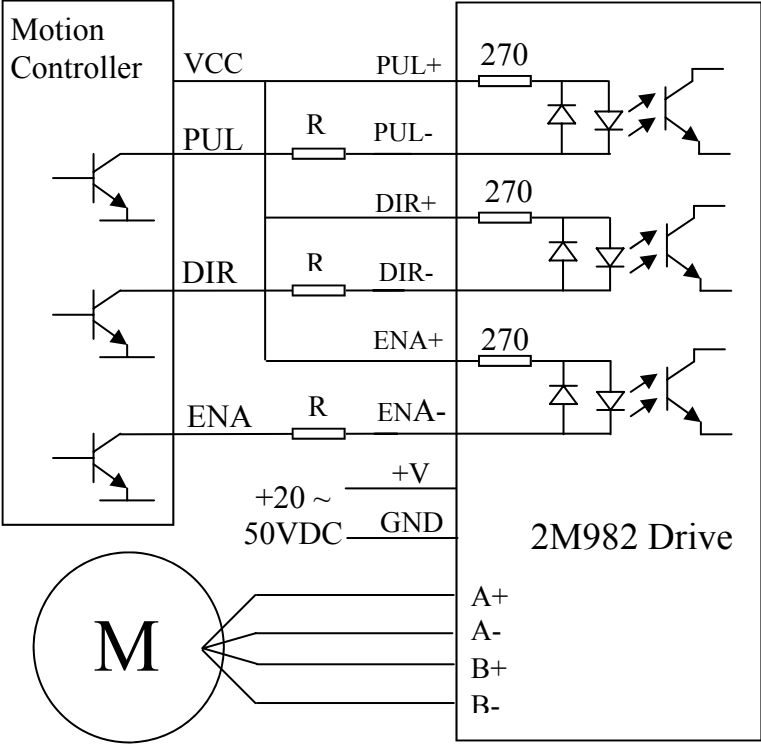 Motion
Controller
VCC
PUL+
270
PUL
R
PUL-
DIR+
270
DIR
R
DIR-
ENA+
270
ENA
R
ENA-
+V
+20 ~
50VDC
GND
2M982 Drive
M
A+
A-
B+
B-